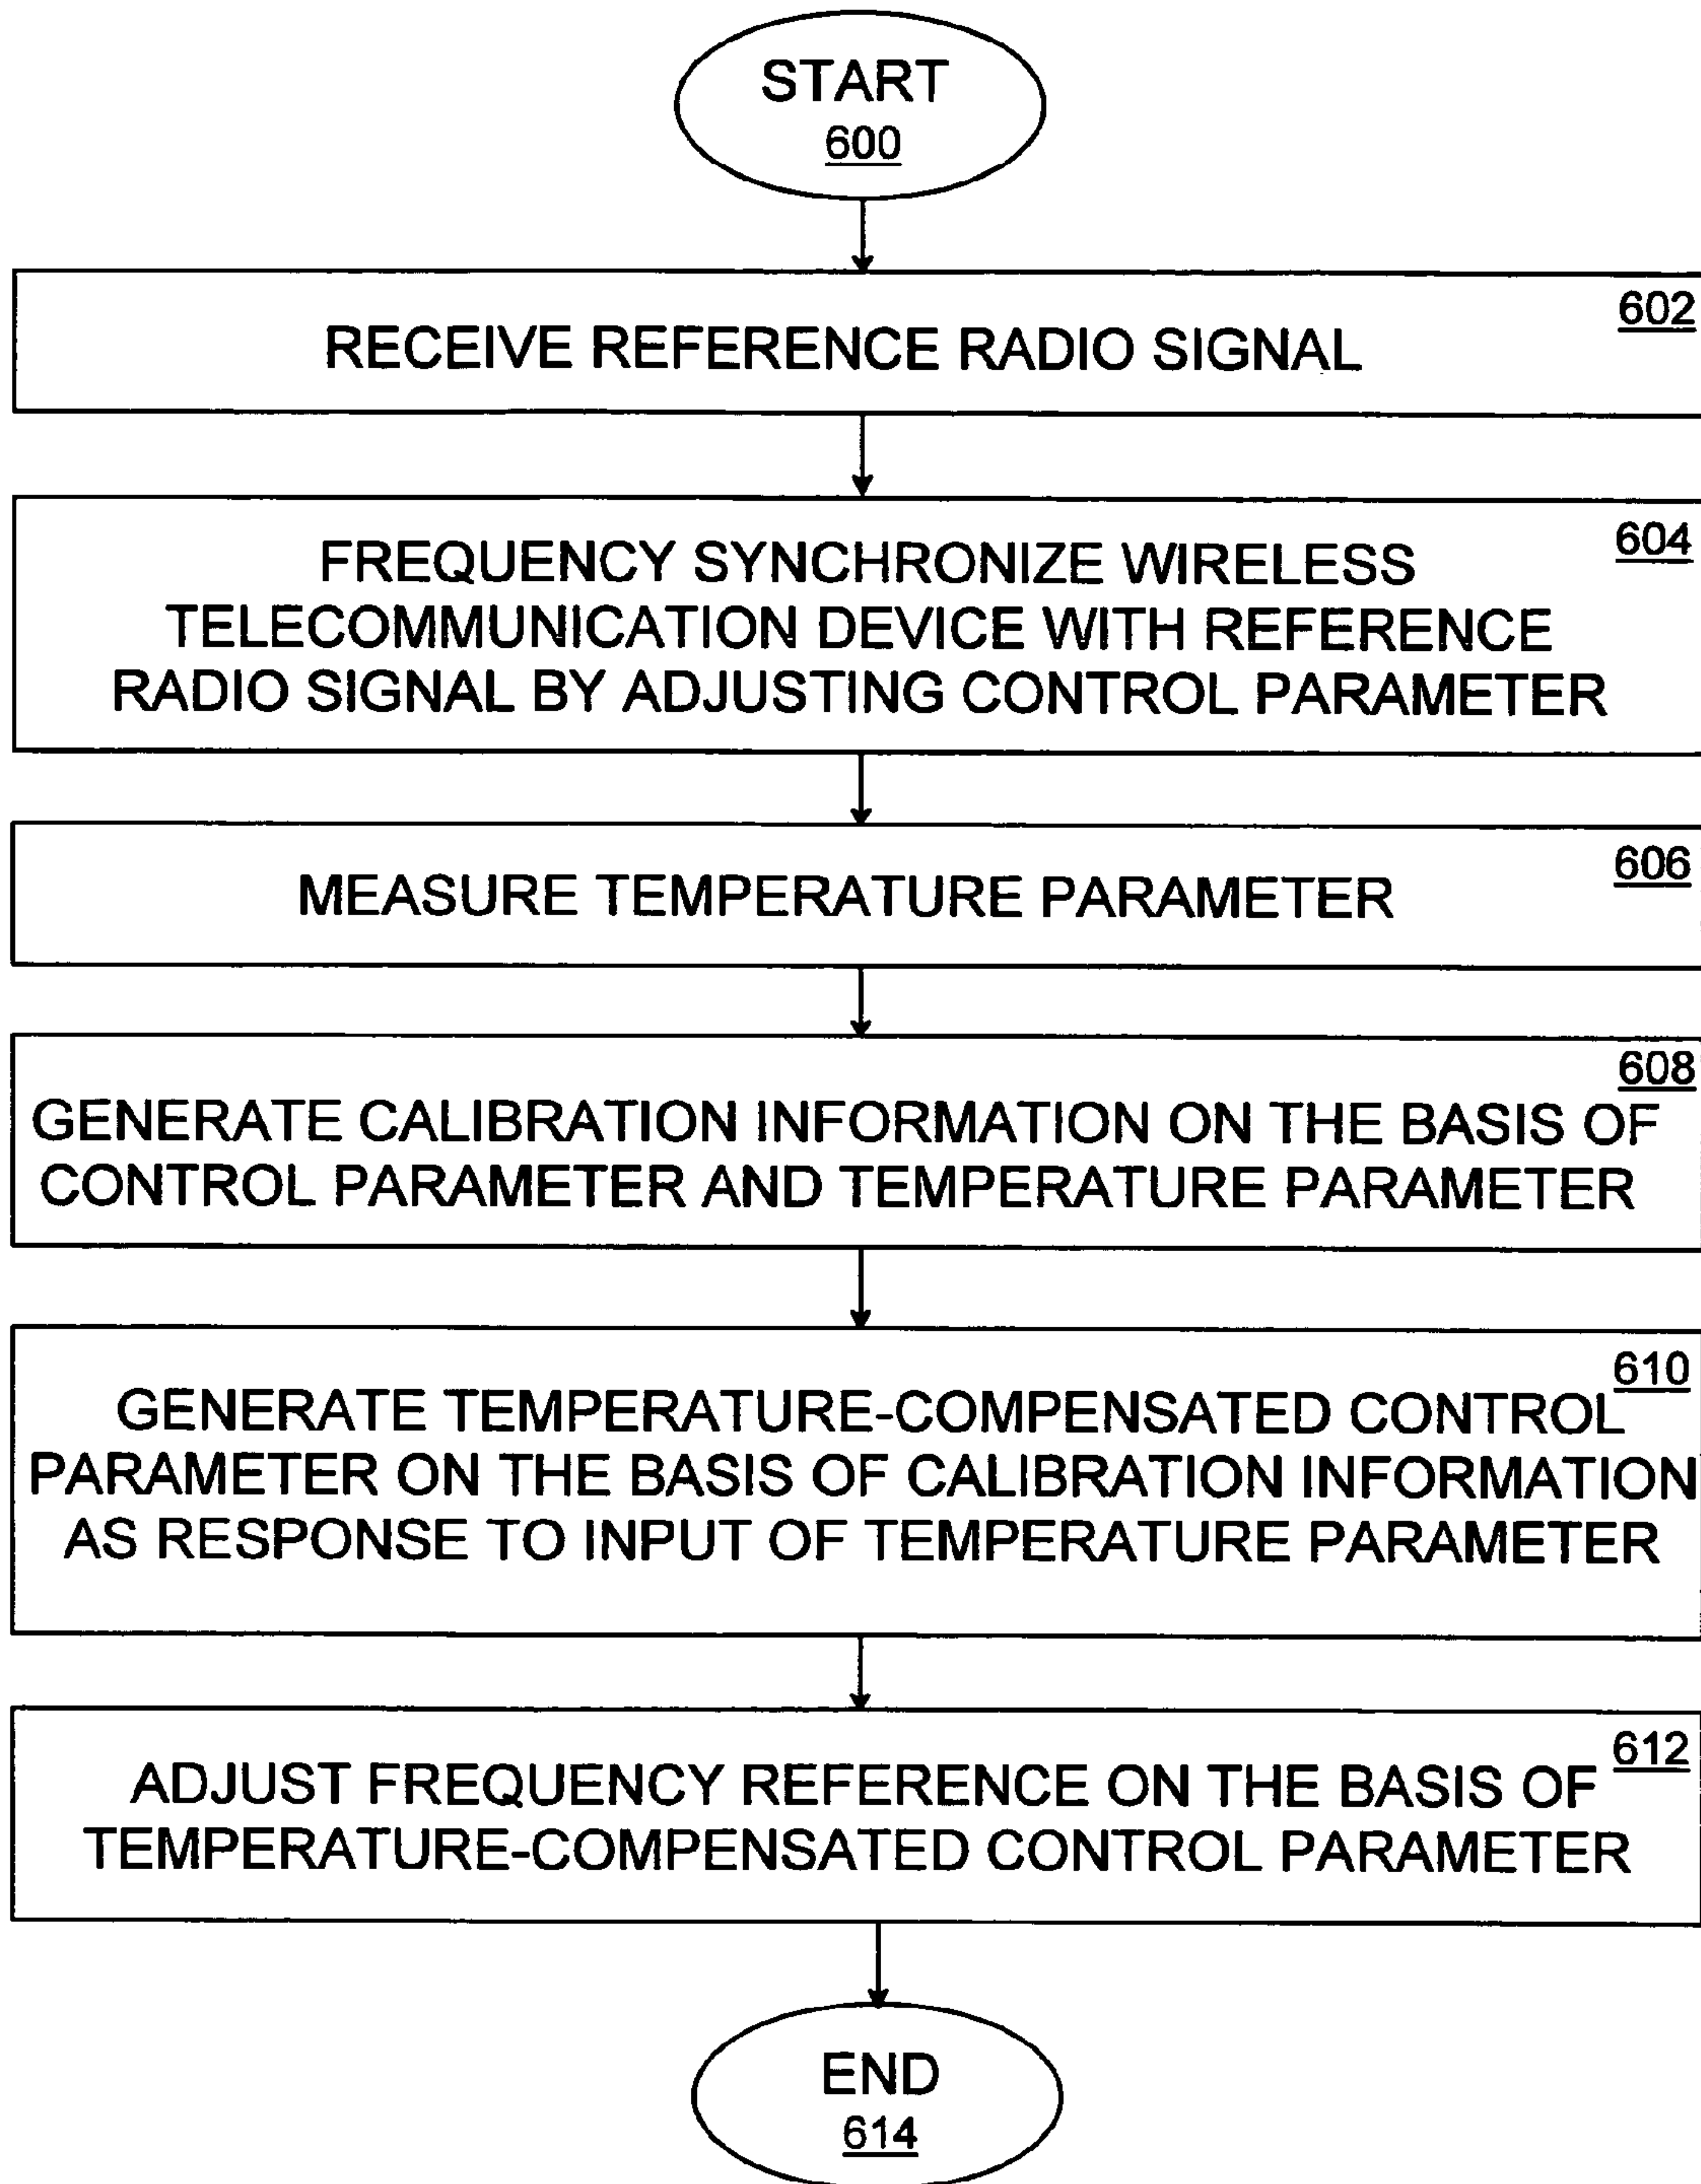 START
600
602
RECEIVE REFERENCE RADIO SIGNAL
604
FREQUENCY SYNCHRONIZE WIRELESS
TELECOMMUNICATION DEVICE WITH REFERENCE
RADIO SIGNAL BY ADJUSTING CONTROL PARAMETER
606
MEASURE TEMPERATURE PARAMETER
608
GENERATE CALIBRATION INFORMATION ON THE BASIS OF
CONTROL PARAMETER AND TEMPERATURE PARAMETER
610
GENERATE TEMPERATURE-COMPENSATED CONTROL
PARAMETER ON THE BASIS OF CALIBRATION INFORMATION
AS RESPONSE TO INPUT OF TEMPERATURE PARAMETER
612
ADJUST FREQUENCY REFERENCE ON THE BASIS OF
TEMPERATURE-COMPENSATED CONTROL PARAMETER
END
614